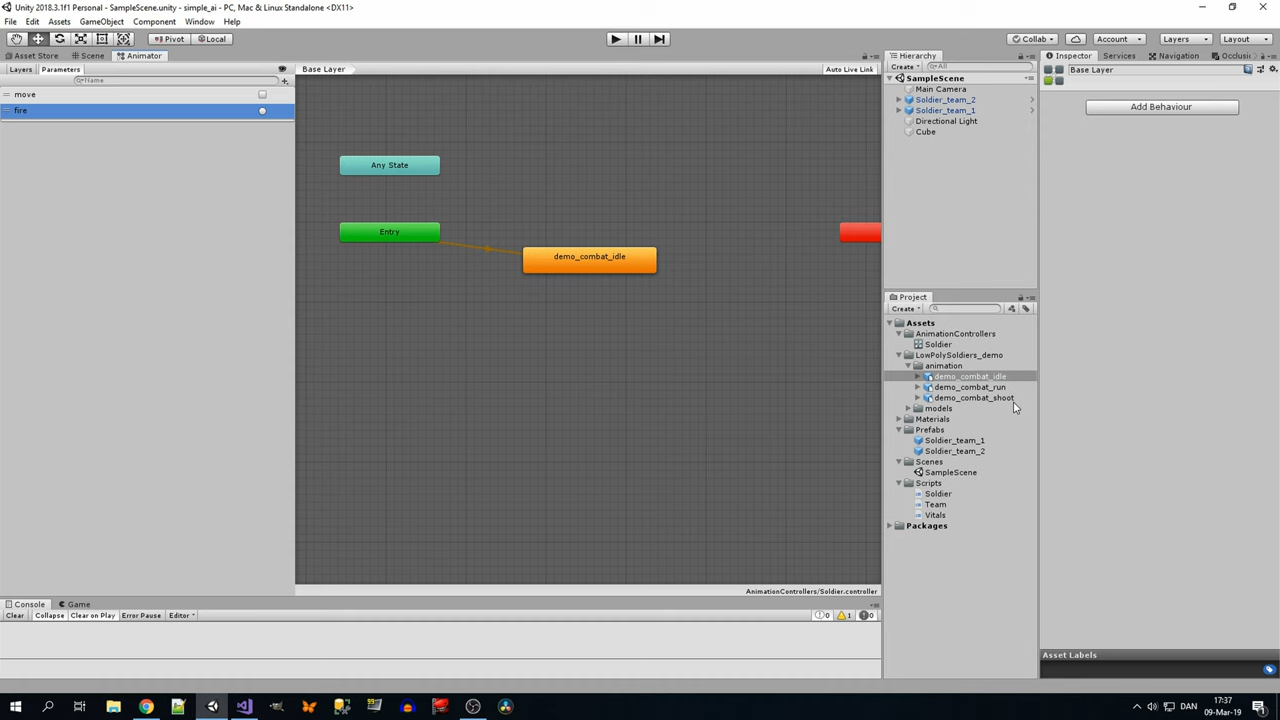 Unity 2018.3.1f1 Personal - SampleScene.unity - simple_ai - PC, Mac & Linux Standalone <DX11>
File Edit Assets GameObject Component Window Help
Pivot Local Collab Account Layers Layout
Asset Store Scene Animator
Layers Parameters Base Layer Auto Live Link
Name
move
fire
Any State
Entry
demo_combat_idle
AnimationControllers/Soldier.controller
Hierarchy
Create All
SampleScene
Main Camera
Soldier_team_2
Soldier_team_1
Directional Light
Cube
Project
Create
Assets
AnimationControllers
Soldier
LowPolySoldiers_demo
animation
demo_combat_idle
demo_combat_run
demo_combat_shoot
models
Materials
Prefabs
Soldier_team_1
Soldier_team_2
Scenes
SampleScene
Scripts
Soldier
Team
Vitals
Packages
Inspector Services Navigation Occlusi
Base Layer
Add Behaviour
Asset Labels
Console Game
Clear Collapse Clear on Play Error Pause Editor 0 1 0
DAN 17:37
09-Mar-19